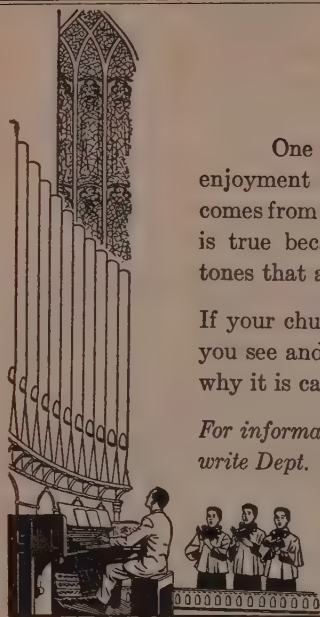 One
enjoyment
comes from
is true bec
tones that a
If your chu
you see and
why it is ca
For informa
write Dept.